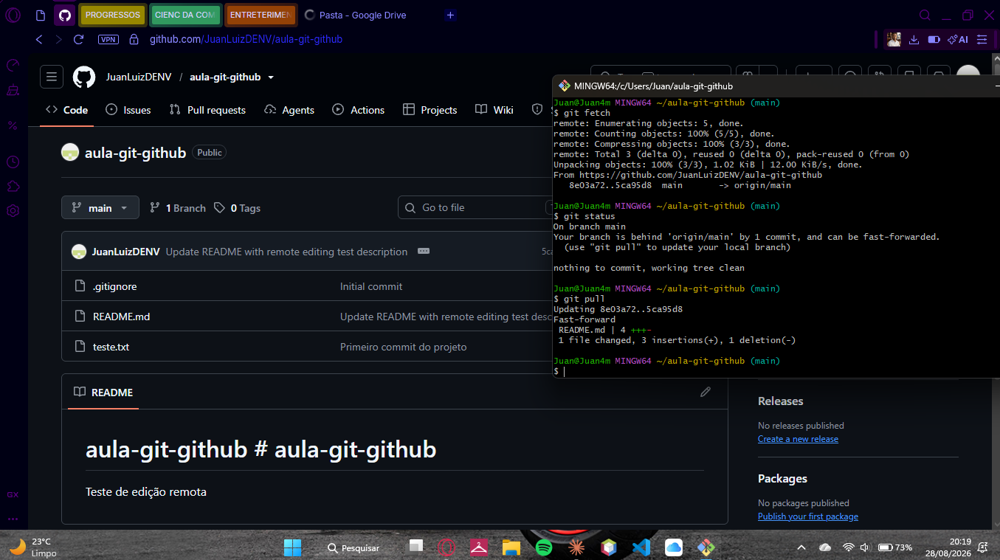 PROGRESSOS
CIENC DA COM
ENTRETERIMEN
Pasta - Google Drive
+
VPN
github.com/JuanLuizDENV/aula-git-github
AI
JuanLuizDENV / aula-git-github
Code
Issues
Pull requests
Agents
Actions
Projects
Wiki
aula-git-github
Public
main
1 Branch
0 Tags
Go to file
JuanLuizDENV Update README with remote editing test description
.gitignore Initial commit
README.md Update README with remote editing test desc
teste.txt Primeiro commit do projeto
README
aula-git-github # aula-git-github
Teste de edição remota
Releases
No releases published
Create a new release
Packages
No packages published
Publish your first package
MINGW64:/c/Users/Juan/aula-git-github
Juan@Juan4m MINGW64 ~/aula-git-github (main)
$ git fetch
remote: Enumerating objects: 5, done.
remote: Counting objects: 100% (5/5), done.
remote: Compressing objects: 100% (3/3), done.
remote: Total 3 (delta 0), reused 0 (delta 0), pack-reused 0 (from 0)
Unpacking objects: 100% (3/3), 1.02 KiB | 12.00 KiB/s, done.
From https://github.com/JuanLuizDENV/aula-git-github
8e03a72..5ca95d8 main -> origin/main
Juan@Juan4m MINGW64 ~/aula-git-github (main)
$ git status
On branch main
Your branch is behind 'origin/main' by 1 commit, and can be fast-forwarded.
(use "git pull" to update your local branch)
nothing to commit, working tree clean
Juan@Juan4m MINGW64 ~/aula-git-github (main)
$ git pull
Updating 8e03a72..5ca95d8
Fast-forward
README.md | 4 +++-
1 file changed, 3 insertions(+), 1 deletion(-)
Juan@Juan4m MINGW64 ~/aula-git-github (main)
$
GX
23°C
Limpo
Pesquisar
73%
20:19
28/08/2026